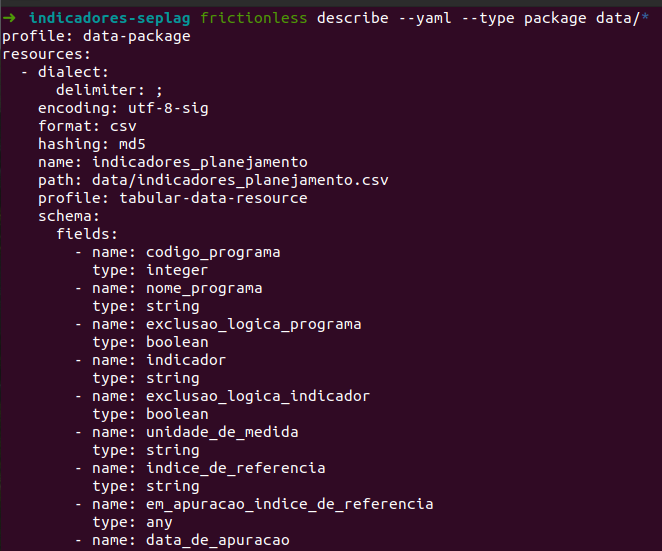 ➜  indicadores-seplag frictionless describe --yaml --type package data/*
profile: data-package
resources:
  - dialect:
      delimiter: ;
    encoding: utf-8-sig
    format: csv
    hashing: md5
    name: indicadores_planejamento
    path: data/indicadores_planejamento.csv
    profile: tabular-data-resource
    schema:
      fields:
        - name: codigo_programa
          type: integer
        - name: nome_programa
          type: string
        - name: exclusao_logica_programa
          type: boolean
        - name: indicador
          type: string
        - name: exclusao_logica_indicador
          type: boolean
        - name: unidade_de_medida
          type: string
        - name: indice_de_referencia
          type: string
        - name: em_apuracao_indice_de_referencia
          type: any
        - name: data_de_apuracao